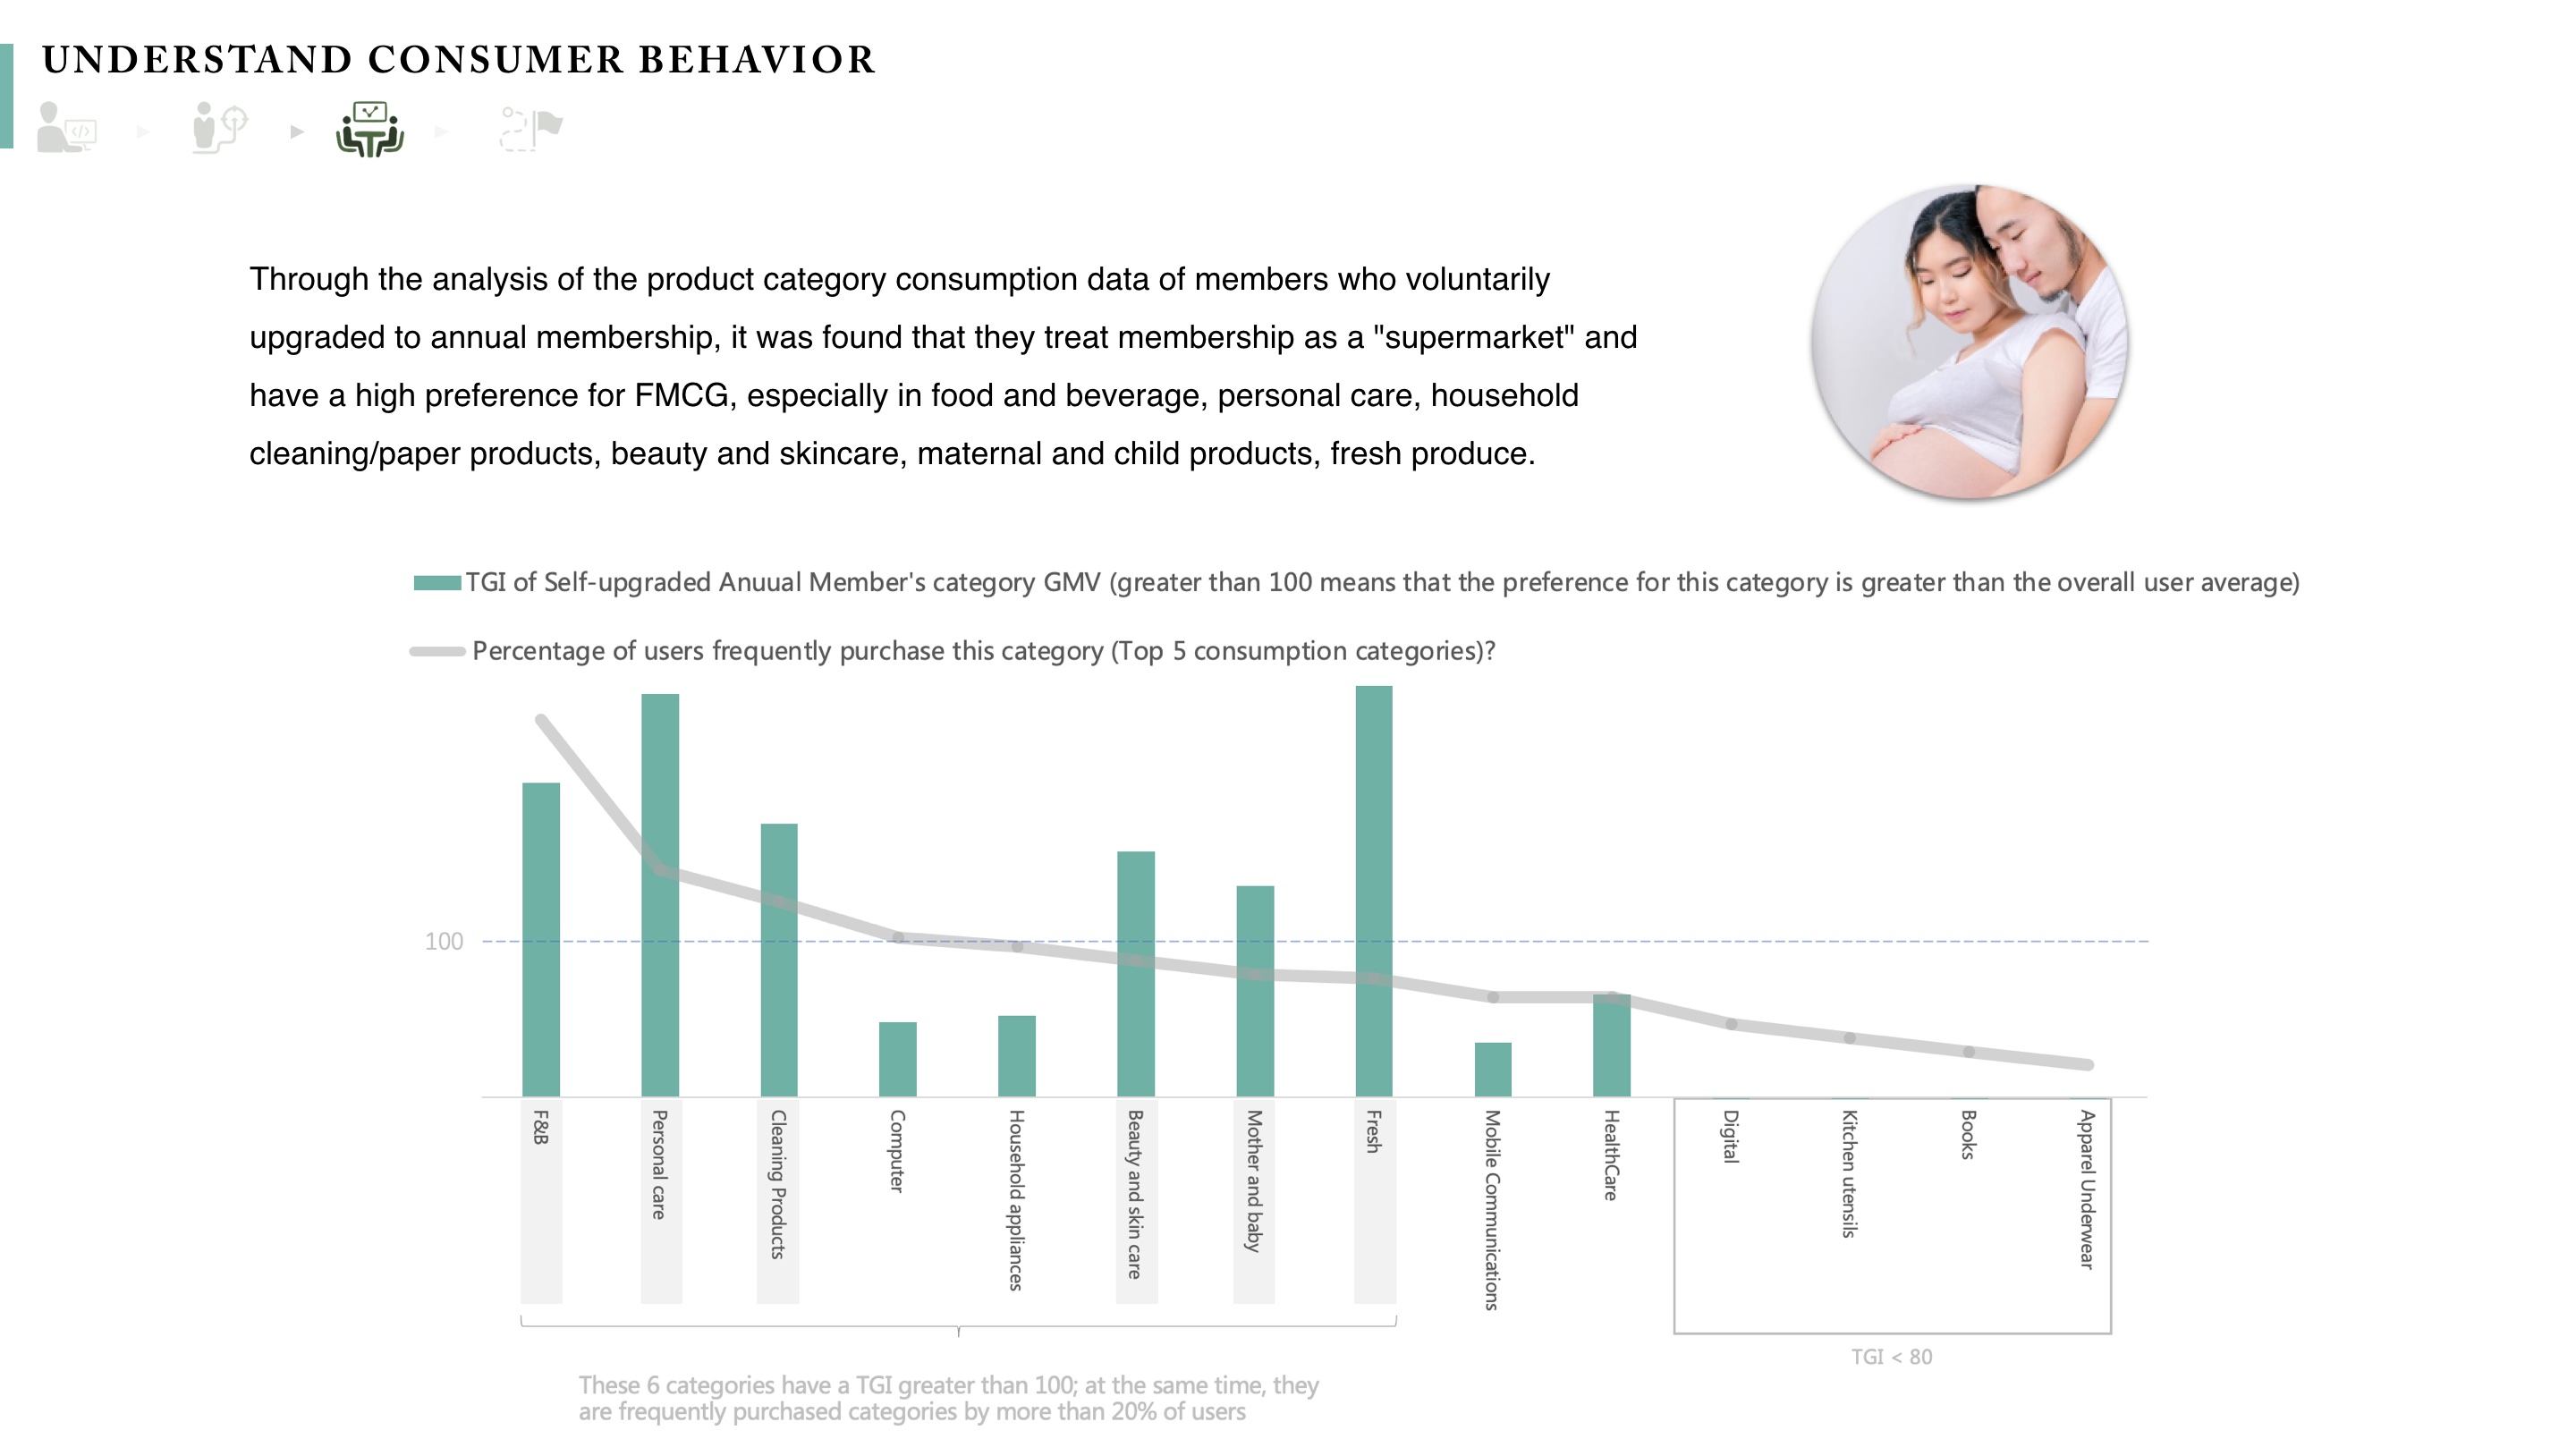 UNDERSTAND CONSUMER BEHAVIOR
Through the analysis of the product category consumption data of members who voluntarily
upgraded to annual membership, it was found that they treat membership as a "supermarket" and
have a high preference for FMCG, especially in food and beverage, personal care, household
cleaning/paper products, beauty and skincare, maternal and child products, fresh produce.
TGI of Self-upgraded Anuual Member's category GMV (greater than 100 means that the preference for this category is greater than the overall user average)
Percentage of users frequently purchase this category (Top 5 consumption categories)?
100
F&B
Personal care
Cleaning Products
Computer
Household appliances
Beauty and skin care
Mother and baby
Fresh
Mobile Communications
HealthCare
Digital
Kitchen utensils
Books
Apparel Underwear
TGI < 80
These 6 categories have a TGI greater than 100; at the same time, they
are frequently purchased categories by more than 20% of users